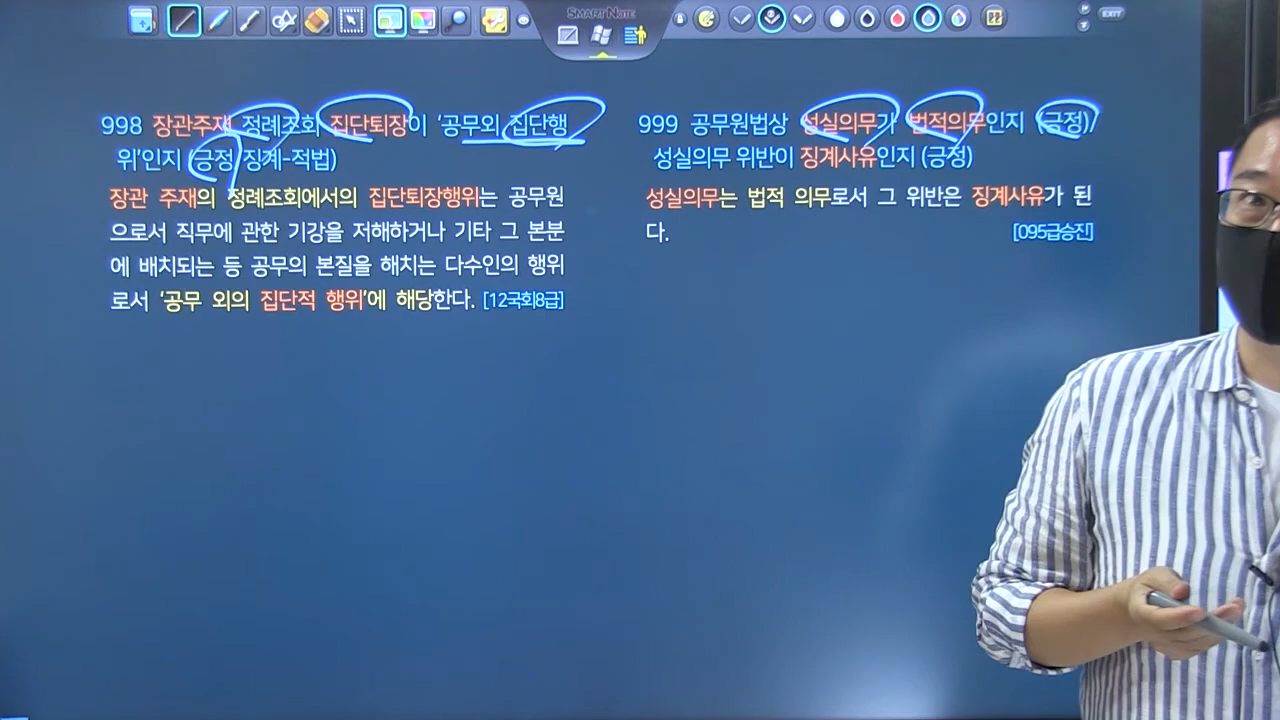 SMARTNOTE
EXIT
998 장관주재 정례조회 집단퇴장이 '공무외 집단행
위'인지 (긍정, 징계-적법)
장관 주재의 정례조회에서의 집단퇴장행위는 공무원
으로서 직무에 관한 기강을 저해하거나 기타 그 본분
에 배치되는 등 공무의 본질을 해치는 다수인의 행위
로서 '공무 외의 집단적 행위'에 해당한다. [12국회8급]
999 공무원법상 성실의무가 법적의무인지 (긍정)/
성실의무 위반이 징계사유인지 (긍정)
성실의무는 법적 의무로서 그 위반은 징계사유가 된
다. [095급승진]